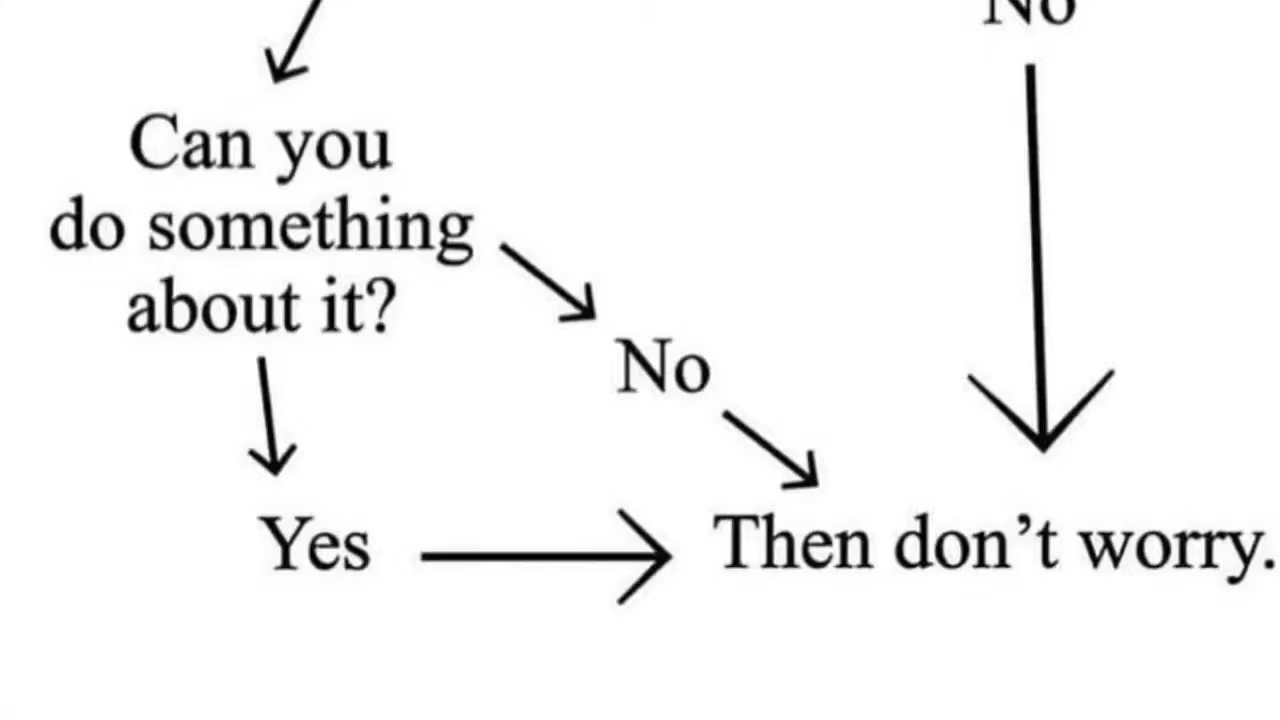 No
Can you
do something
about it?
No
Yes
Then don’t worry.